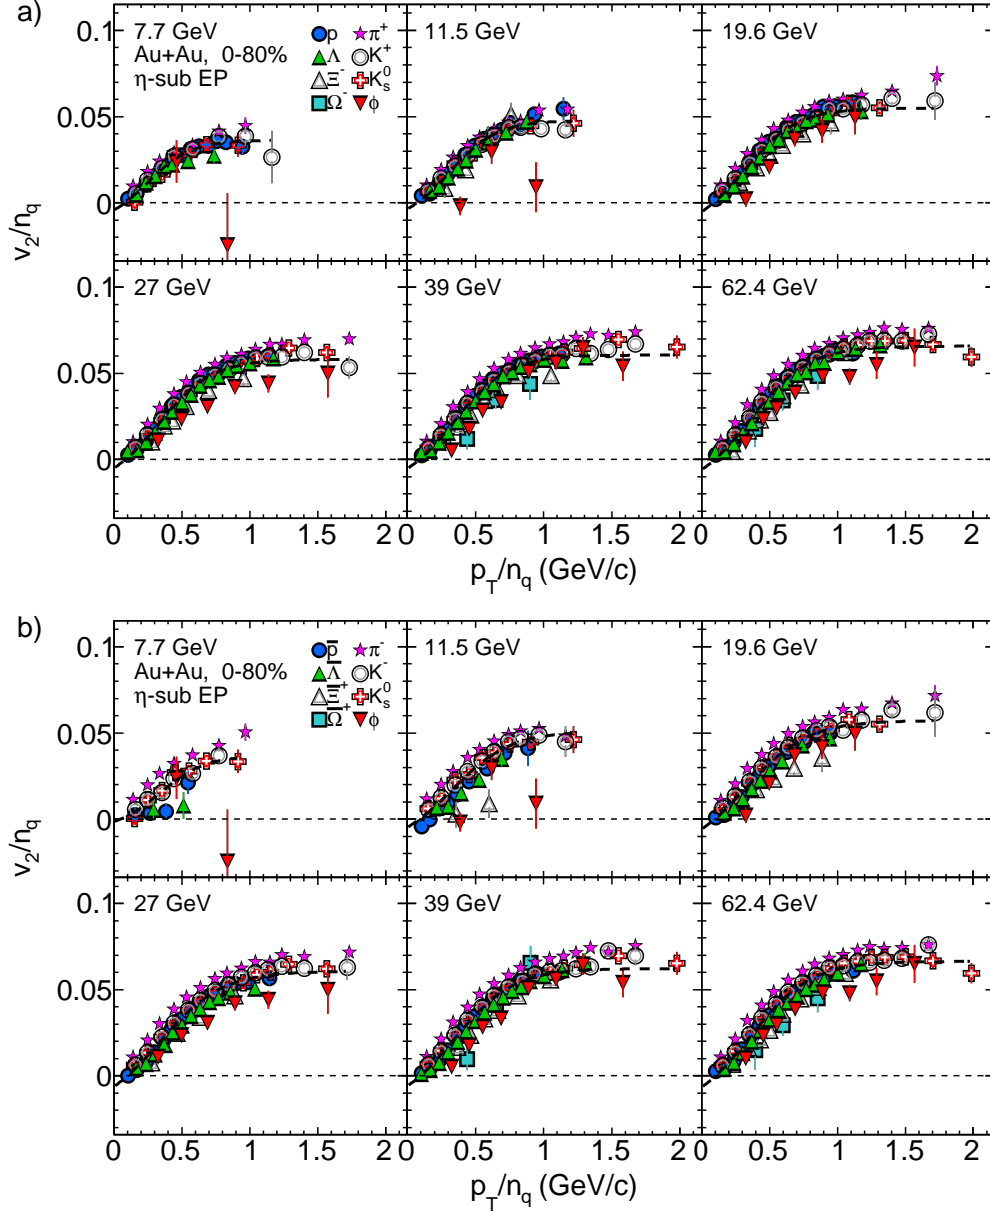 a)
7.7 GeV
Au+Au, 0-80%
η-sub EP
p π+
Λ K+
Ξ- K0s
Ω- ϕ
11.5 GeV
19.6 GeV
0.1
0.05
0
v2/nq
27 GeV
39 GeV
62.4 GeV
0.1
0.05
0
0 0.5 1 1.5 2 0.5 1 1.5 2 0.5 1 1.5 2
pT/nq (GeV/c)
b)
7.7 GeV
Au+Au, 0-80%
η-sub EP
p̅ π-
Λ̅ K-
Ξ̅+ K0s
Ω̅+ ϕ
11.5 GeV
19.6 GeV
0.1
0.05
0
v2/nq
27 GeV
39 GeV
62.4 GeV
0.1
0.05
0
0 0.5 1 1.5 2 0.5 1 1.5 2 0.5 1 1.5 2
pT/nq (GeV/c)